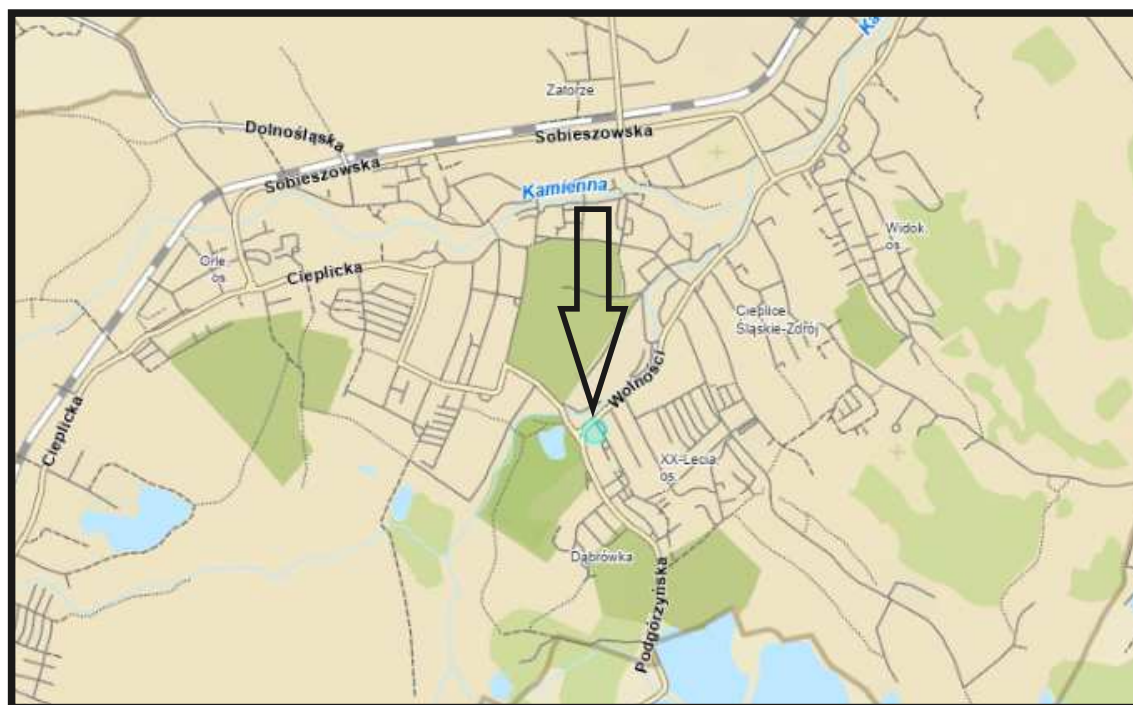 Ka
Zatorze
Dolnośląska
Sobieszowska
Sobieszowska
Kamienna
Widok,
os.
Orle
os.
Cieplicka
Cieplice
Śląskie-Zdrój
Wolności
Cieplicka
XX-Lecia,
os.
Dąbrówka
Podgórzyńska